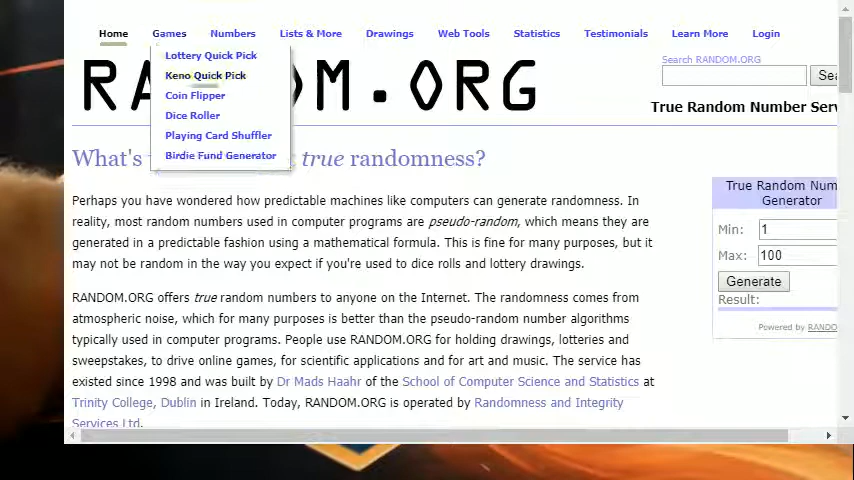 Home Games Numbers Lists & More Drawings Web Tools Statistics Testimonials Learn More Login
Lottery Quick Pick
Keno Quick Pick
Coin Flipper
Dice Roller
Playing Card Shuffler
Birdie Fund Generator
Search RANDOM.ORG
DOM.ORG
True Random Number
What's true randomness?
Perhaps you have wondered how predictable machines like computers can generate randomness. In
reality, most random numbers used in computer programs are pseudo-random, which means they are
generated in a predictable fashion using a mathematical formula. This is fine for many purposes, but it
may not be random in the way you expect if you're used to dice rolls and lottery drawings.
RANDOM.ORG offers true random numbers to anyone on the Internet. The randomness comes from
atmospheric noise, which for many purposes is better than the pseudo-random number algorithms
typically used in computer programs. People use RANDOM.ORG for holding drawings, lotteries and
sweepstakes, to drive online games, for scientific applications and for art and music. The service has
existed since 1998 and was built by Dr Mads Haahr of the School of Computer Science and Statistics at
Trinity College, Dublin in Ireland. Today, RANDOM.ORG is operated by Randomness and Integrity
Services Ltd.
True Random Num
Generator
Min: 1
Max: 100
Generate
Result:
Powered by RANDO